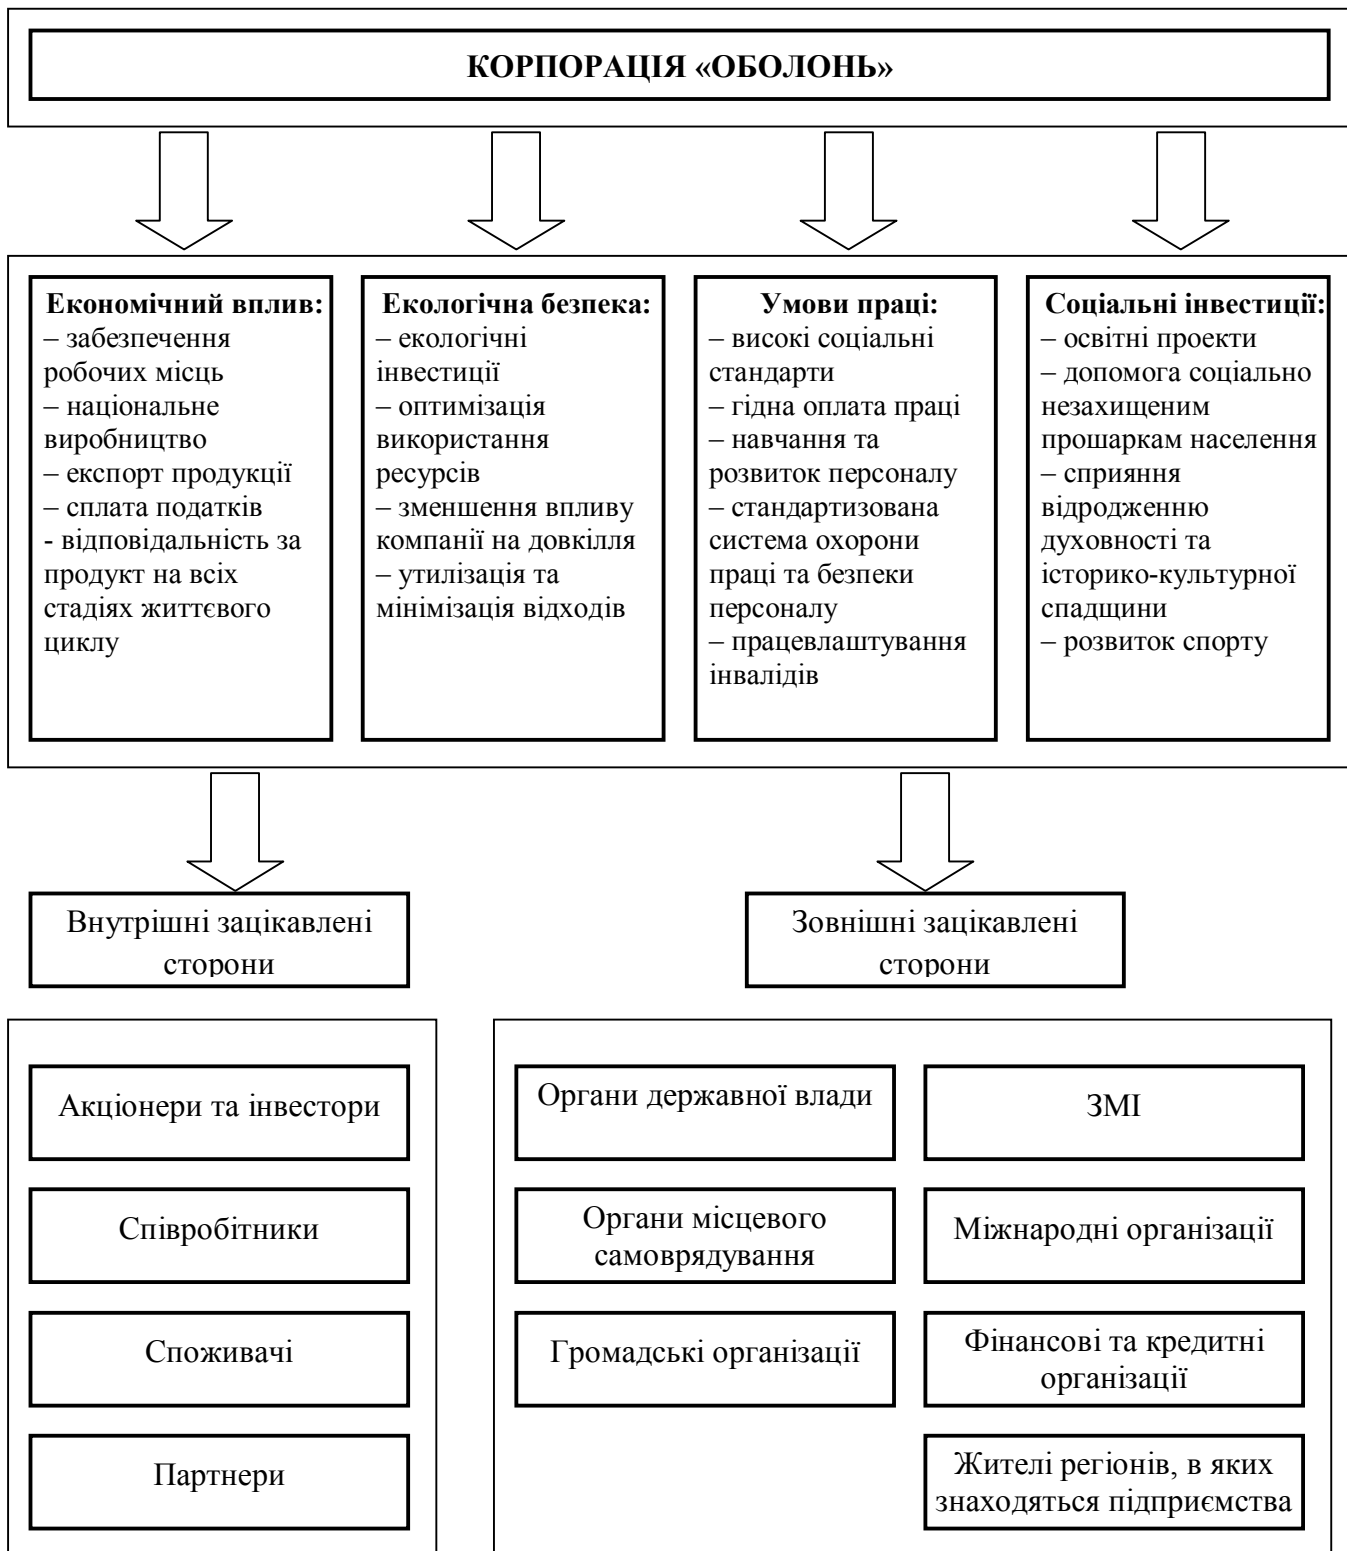 КОРПОРАЦІЯ «ОБОЛОНЬ»
Економічний вплив:
– забезпечення
робочих місць
– національне
виробництво
– експорт продукції
– сплата податків
- відповідальність за
продукт на всіх
стадіях життєвого
циклу
Екологічна безпека:
– екологічні
інвестиції
– оптимізація
використання
ресурсів
– зменшення впливу
компанії на довкілля
– утилізація та
мінімізація відходів
Умови праці:
– високі соціальні
стандарти
– гідна оплата праці
– навчання та
розвиток персоналу
– стандартизована
система охорони
праці та безпеки
персоналу
– працевлаштування
інвалідів
Соціальні інвестиції:
– освітні проекти
– допомога соціально
незахищеним
прошаркам населення
– сприяння
відродженню
духовності та
історико-культурної
спадщини
– розвиток спорту
Внутрішні зацікавлені
сторони
Зовнішні зацікавлені
сторони
Акціонери та інвестори
Співробітники
Споживачі
Партнери
Органи державної влади
Органи місцевого
самоврядування
Громадські організації
ЗМІ
Міжнародні організації
Фінансові та кредитні
організації
Жителі регіонів, в яких
знаходяться підприємства